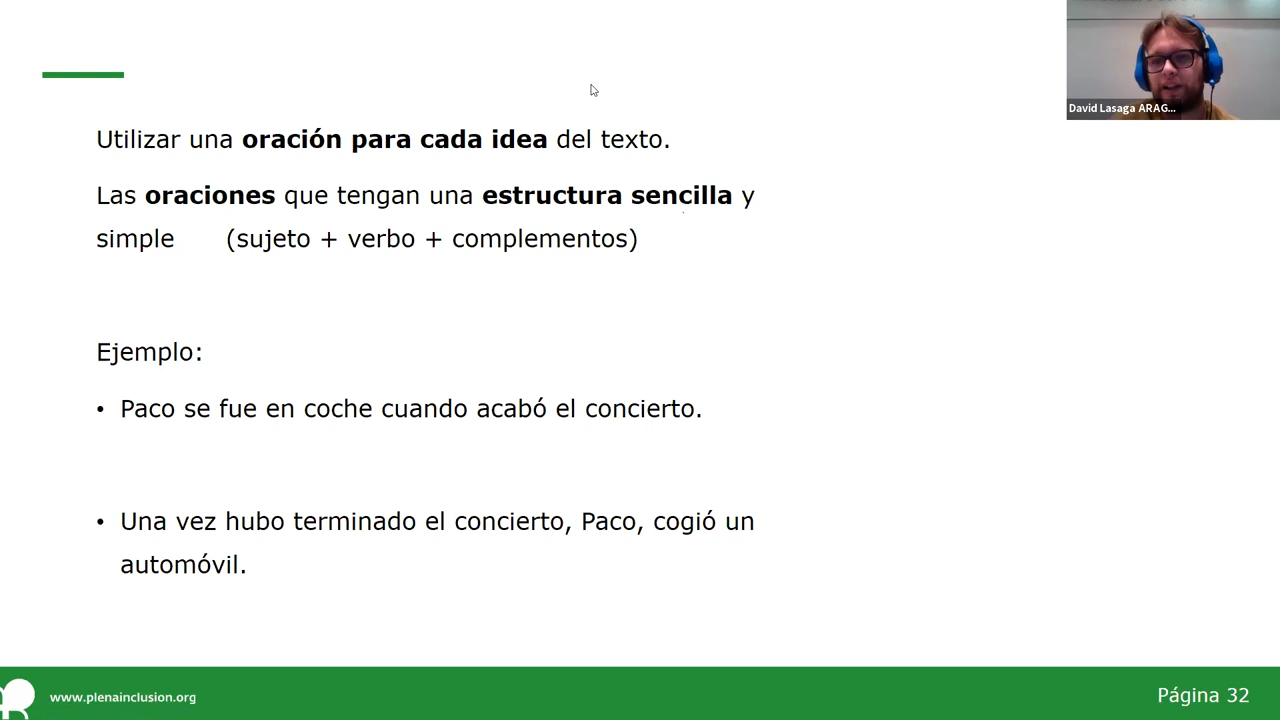 David Lasaga ARAG...
Utilizar una oración para cada idea del texto.
Las oraciones que tengan una estructura sencilla y
simple (sujeto + verbo + complementos)
Ejemplo:
• Paco se fue en coche cuando acabó el concierto.
• Una vez hubo terminado el concierto, Paco, cogió un
automóvil.
www.plenainclusion.org
Página 32